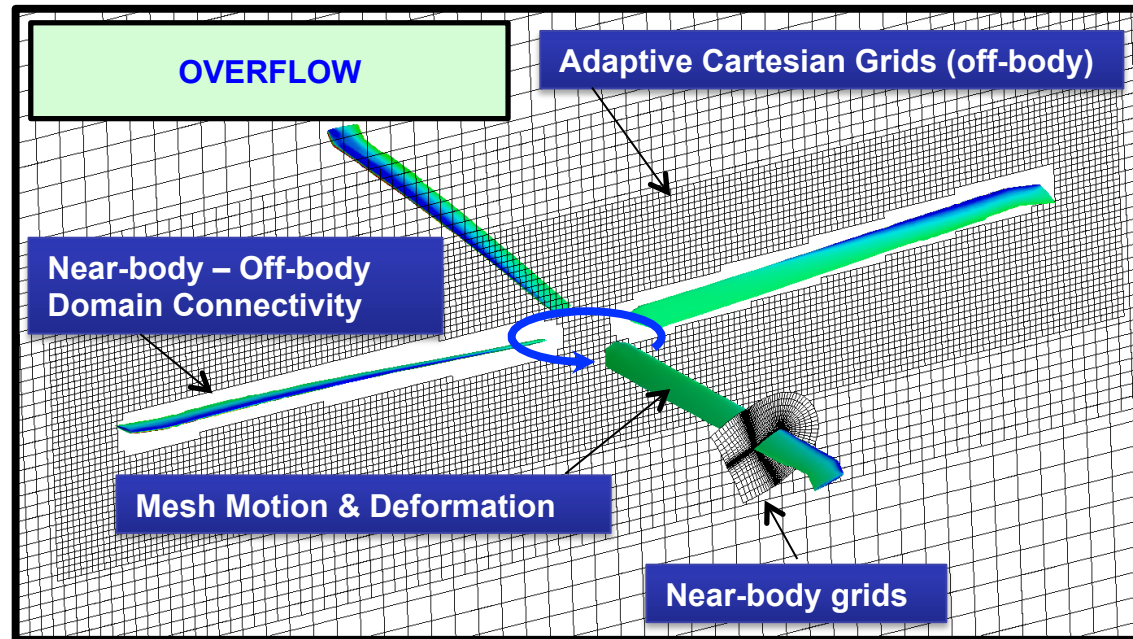 OVERFLOW
Adaptive Cartesian Grids (off-body)
Near-body – Off-body
Domain Connectivity
Mesh Motion & Deformation
Near-body grids